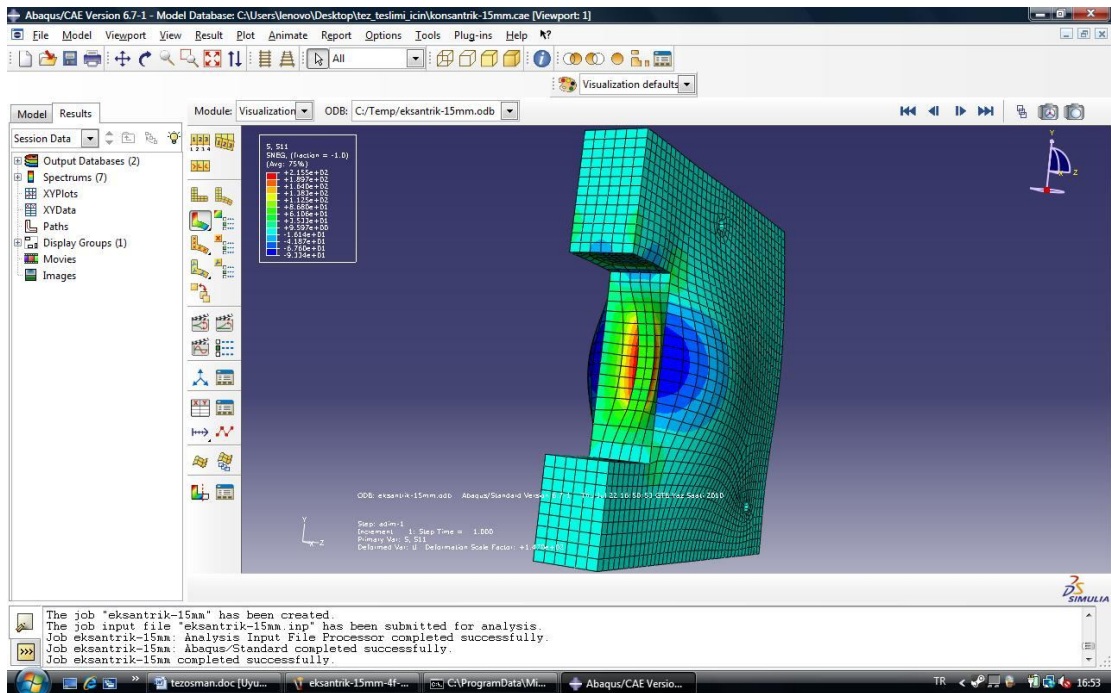 Abaqus/CAE Version 6.7-1 - Model Database: C:\Users\lenovo\Desktop\tez_teslimi_icin\konsantrik-15mm.cae [Viewport: 1]
File Model Viewport View Result Plot Animate Report Options Tools Plug-ins Help
All
Visualization defaults
Model Results
Module: Visualization ODB: C:/Temp/eksantrik-15mm.odb
Session Data
Output Databases (2)
Spectrums (7)
XYPlots
XYData
Paths
Display Groups (1)
Movies
Images
S, S11
SNEG, (fraction = -1.0)
(Avg: 75%)
+2.155e+02
+1.897e+02
+1.640e+02
+1.383e+02
+1.125e+02
+8.680e+01
+6.106e+01
+3.533e+01
+9.597e+00
-1.614e+01
-4.187e+01
-6.760e+01
-9.334e+01
Y
X Z
ODB: eksantrik-15mm.odb Abaqus/Standard Version 6.7-1
Y
X Z
Step: adim-1
Increment 1: Step Time = 1.000
Primary Var: S, S11
Deformed Var: U Deformation Scale Factor:
SIMULIA
The job "eksantrik-15mm" has been created.
The job input file "eksantrik-15mm.inp" has been submitted for analysis.
Job eksantrik-15mm: Analysis Input File Processor completed successfully.
Job eksantrik-15mm: Abaqus/Standard completed successfully.
Job eksantrik-15mm completed successfully.
tezosman.doc [Uyu... eksantrik-15mm-4f-... C:\ProgramData\Mi... Abaqus/CAE Versio... TR 16:53